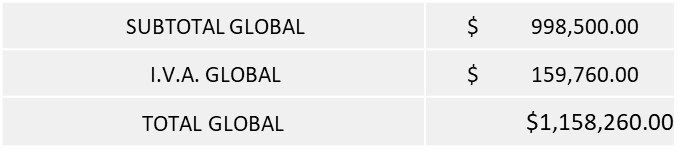 SUBTOTAL GLOBAL $ 998,500.00
I.V.A. GLOBAL $ 159,760.00
TOTAL GLOBAL $1,158,260.00